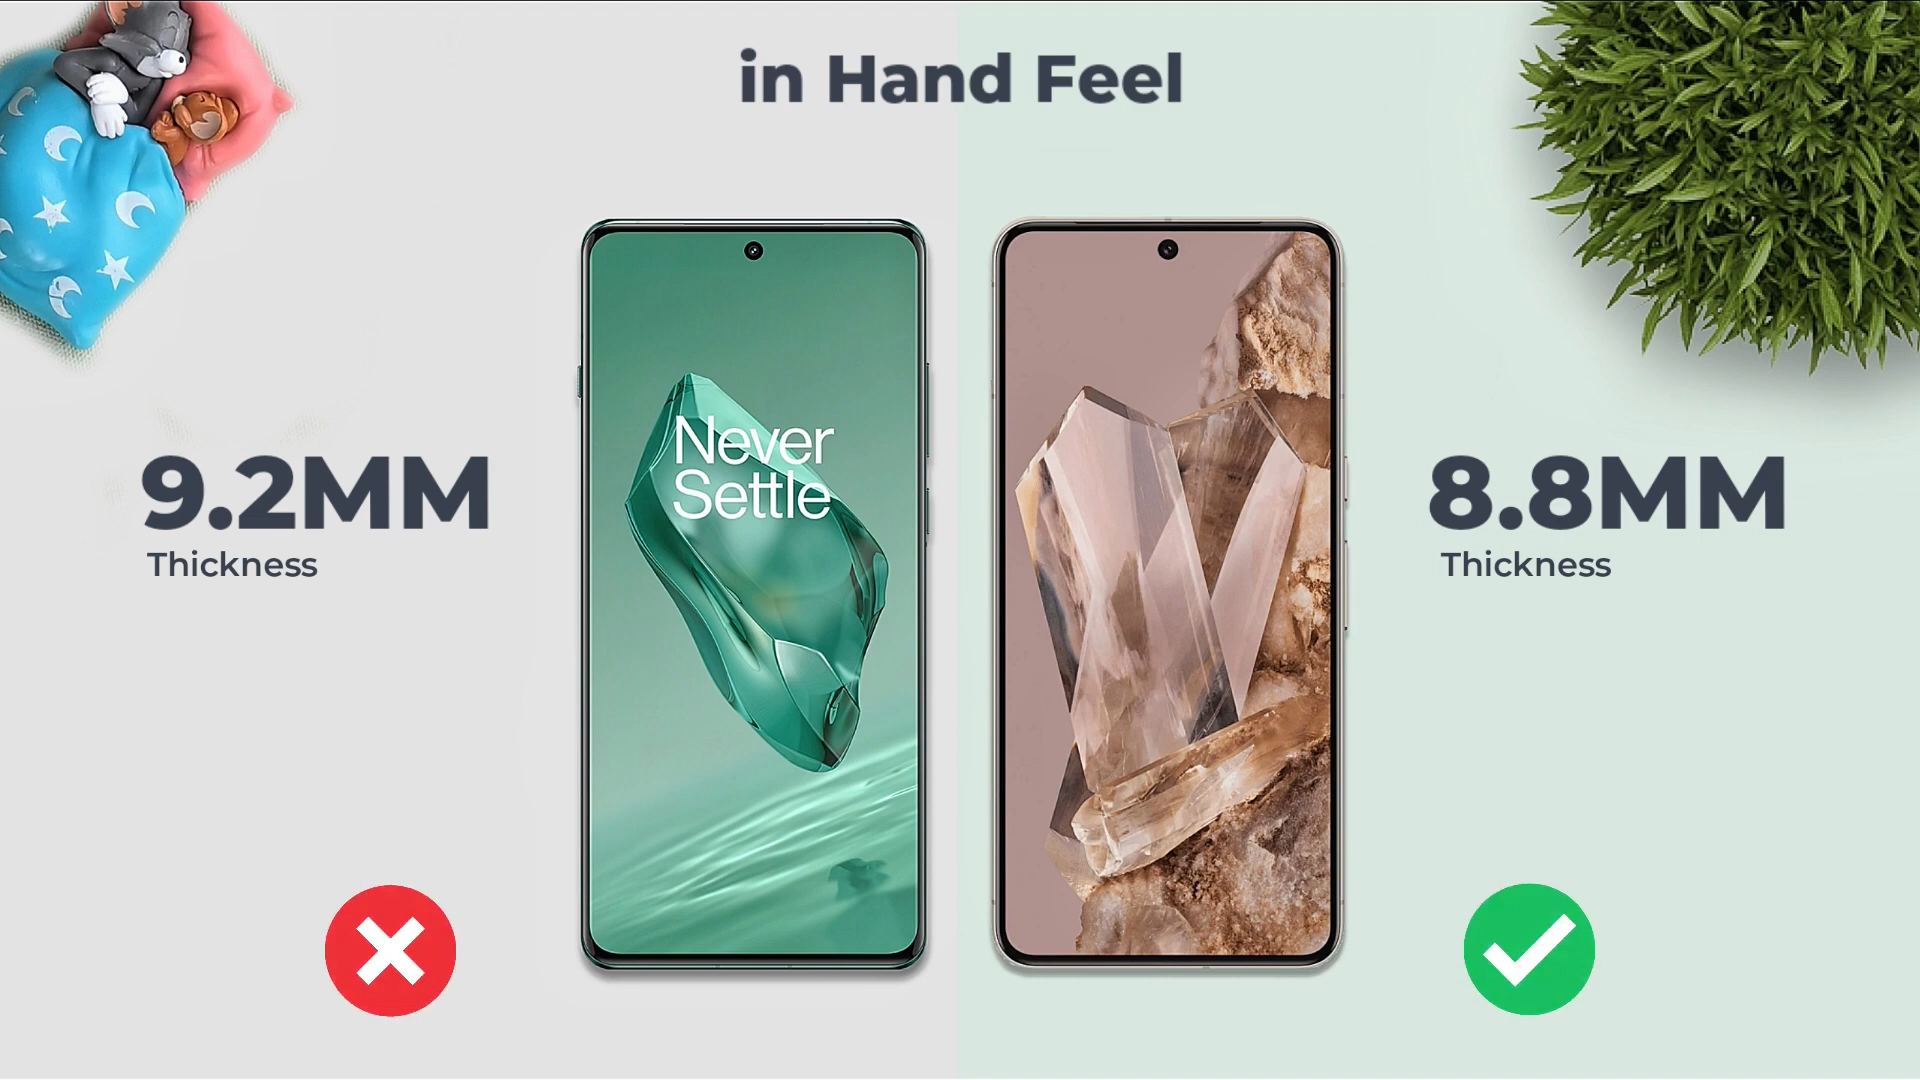 in Hand Feel
9.2MM
Thickness
Never
Settle
8.8MM
Thickness